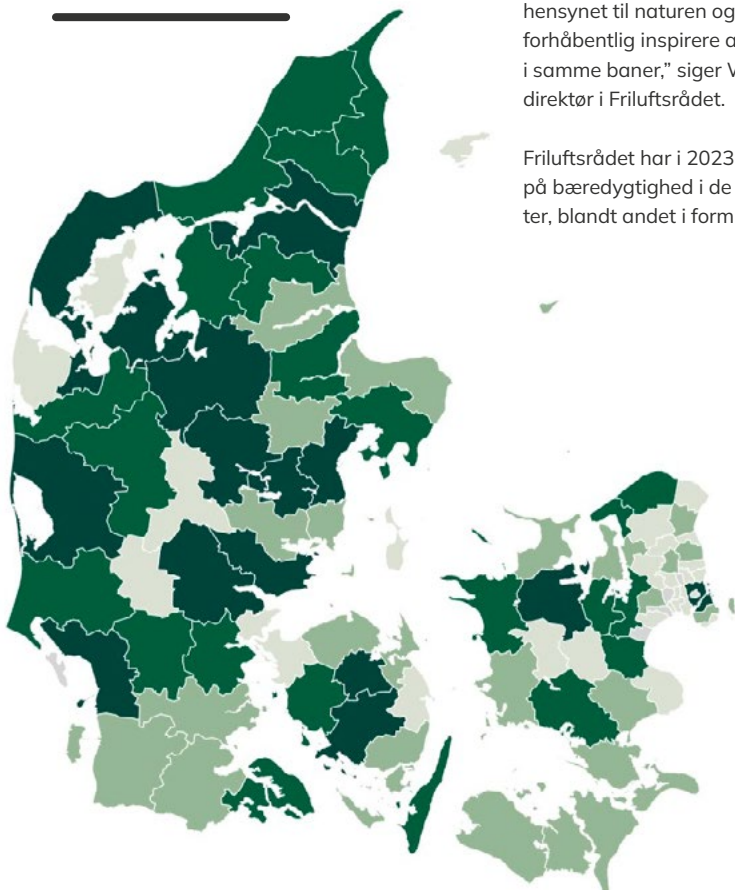 hensynet til naturen og
forhåbentlig inspirere a
i samme baner,” siger V
direktør i Friluftsrådet.
Friluftsrådet har i 2023
på bæredygtighed i de
ter, blandt andet i form